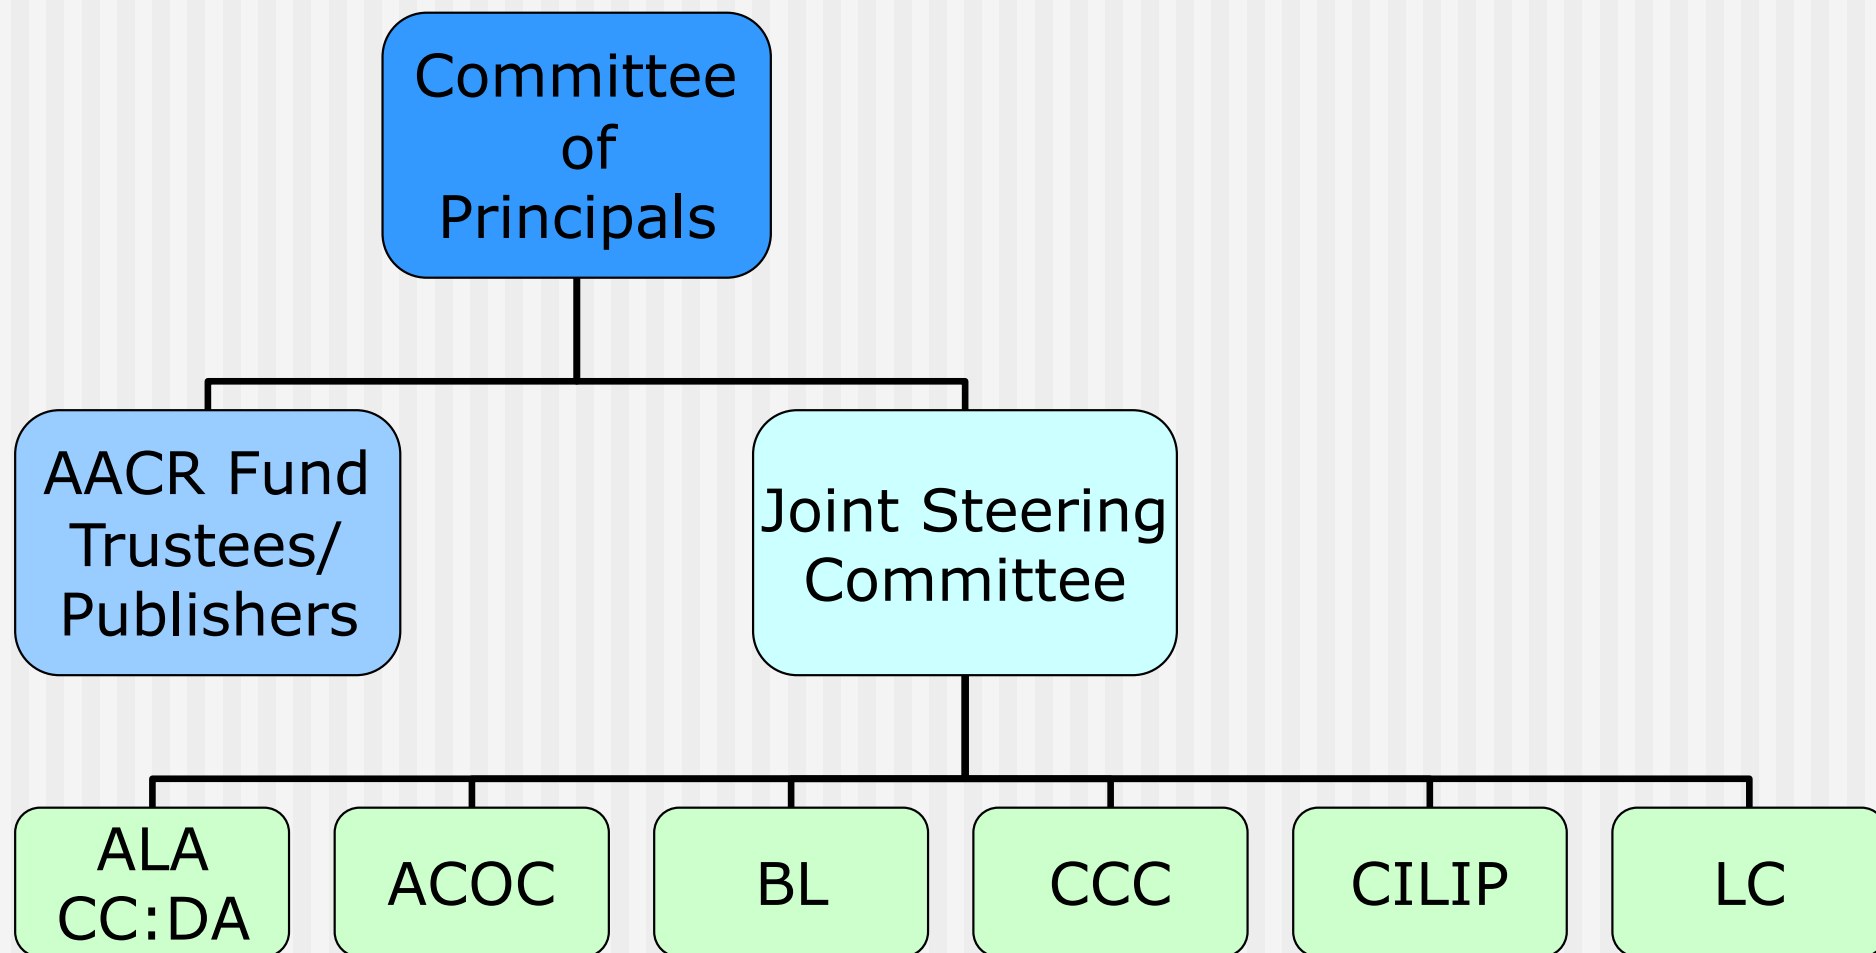 Committee
of
Principals
AACR Fund
Trustees/
Publishers
Joint Steering
Committee
ALA
CC:DA
ACOC
BL
CCC
CILIP
LC